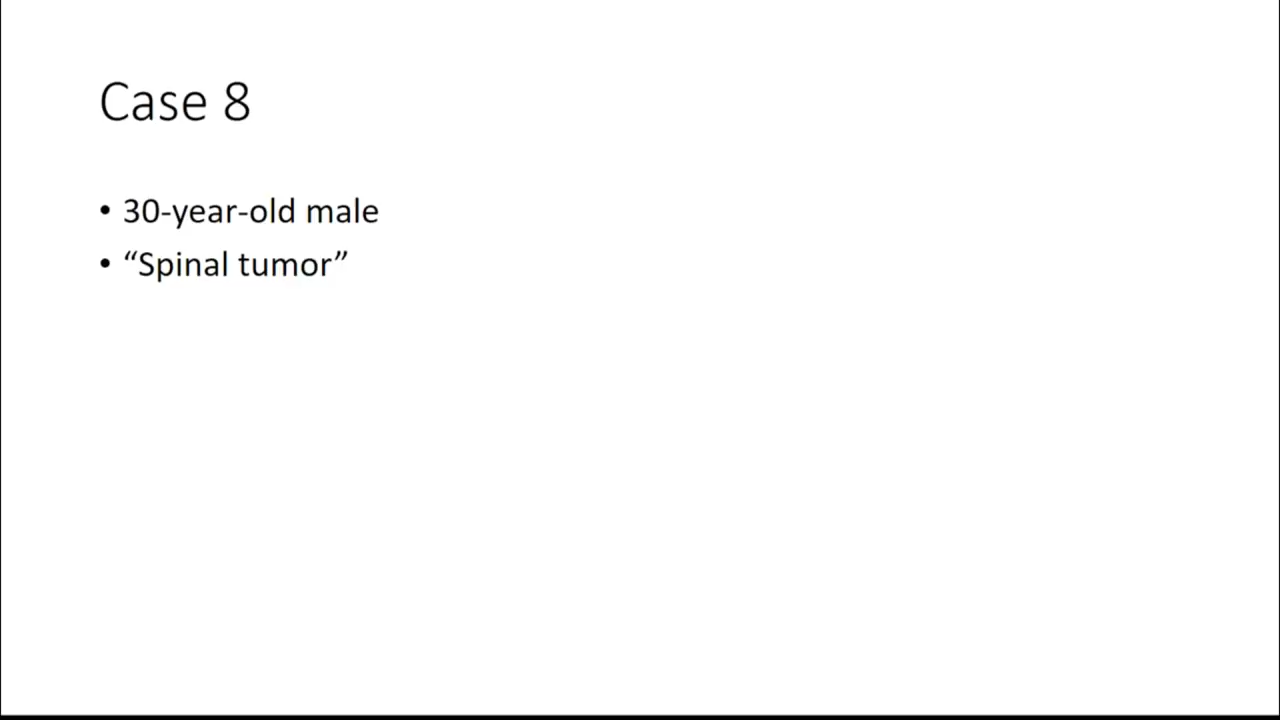 Case 8
• 30-year-old male
• “Spinal tumor”